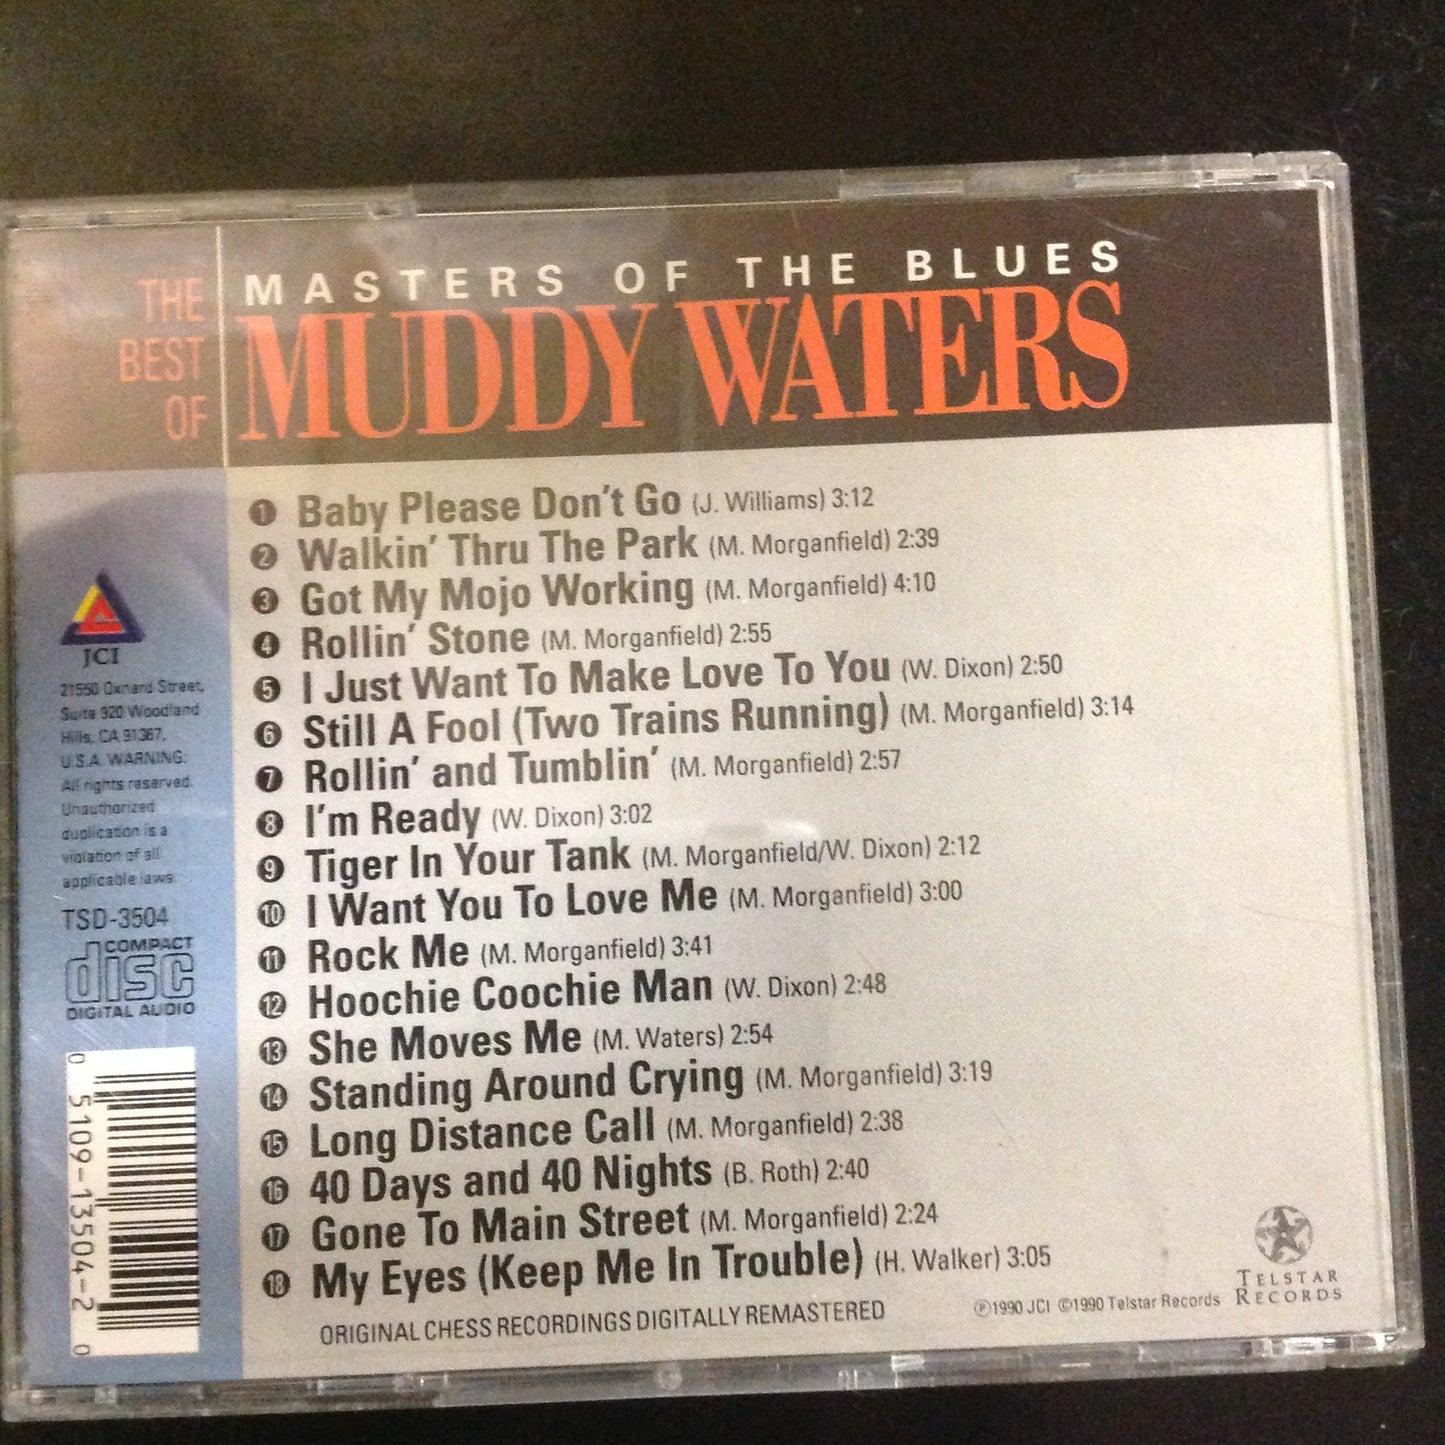 THE
BEST
OF
MASTERS OF THE BLUES
MUDDY WATERS
1 Baby Please Don't Go (J. Williams) 3:12
2 Walkin' Thru The Park (M. Morganfield) 2:39
3 Got My Mojo Working (M. Morganfield) 4:10
4 Rollin' Stone (M. Morganfield) 2:55
5 I Just Want To Make Love To You (W. Dixon) 2:50
6 Still A Fool (Two Trains Running) (M. Morganfield) 3:14
7 Rollin' and Tumblin' (M. Morganfield) 2:57
8 I'm Ready (W. Dixon) 3:02
9 Tiger In Your Tank (M. Morganfield/W. Dixon) 2:12
10 I Want You To Love Me (M. Morganfield) 3:00
11 Rock Me (M. Morganfield) 3:41
12 Hoochie Coochie Man (W. Dixon) 2:48
13 She Moves Me (M. Waters) 2:54
14 Standing Around Crying (M. Morganfield) 3:19
15 Long Distance Call (M. Morganfield) 2:38
16 40 Days and 40 Nights (B. Roth) 2:40
17 Gone To Main Street (M. Morganfield) 2:24
18 My Eyes (Keep Me In Trouble) (H. Walker) 3:05
ORIGINAL CHESS RECORDINGS DIGITALLY REMASTERED
℗1990 JCI ©1990 Telstar Records
TELSTAR
RECORDS
JCI
21550 Oxnard Street,
Suite 920 Woodland
Hills, CA 91367,
U.S.A. WARNING:
All rights reserved.
Unauthorized
duplication is a
violation of all
applicable laws.
TSD-3504
COMPACT
disc
DIGITAL AUDIO
0 5109-13504-2 0